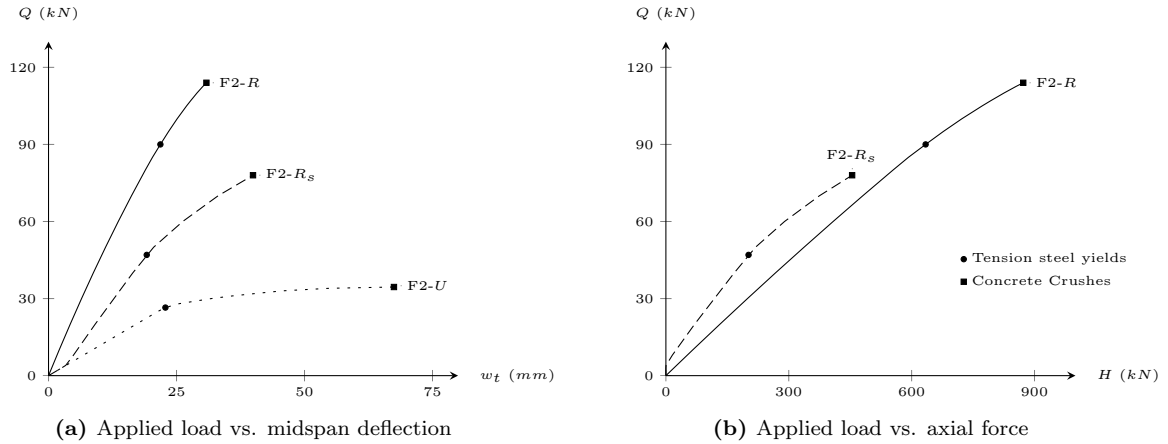 Q (kN)
120
90
60
30
0
0
25
50
75
w_t (mm)
F2-R
F2-R_s
F2-U
(a) Applied load vs. midspan deflection
Q (kN)
120
90
60
30
0
0
300
600
900
H (kN)
F2-R
F2-R_s
Tension steel yields
Concrete Crushes
(b) Applied load vs. axial force